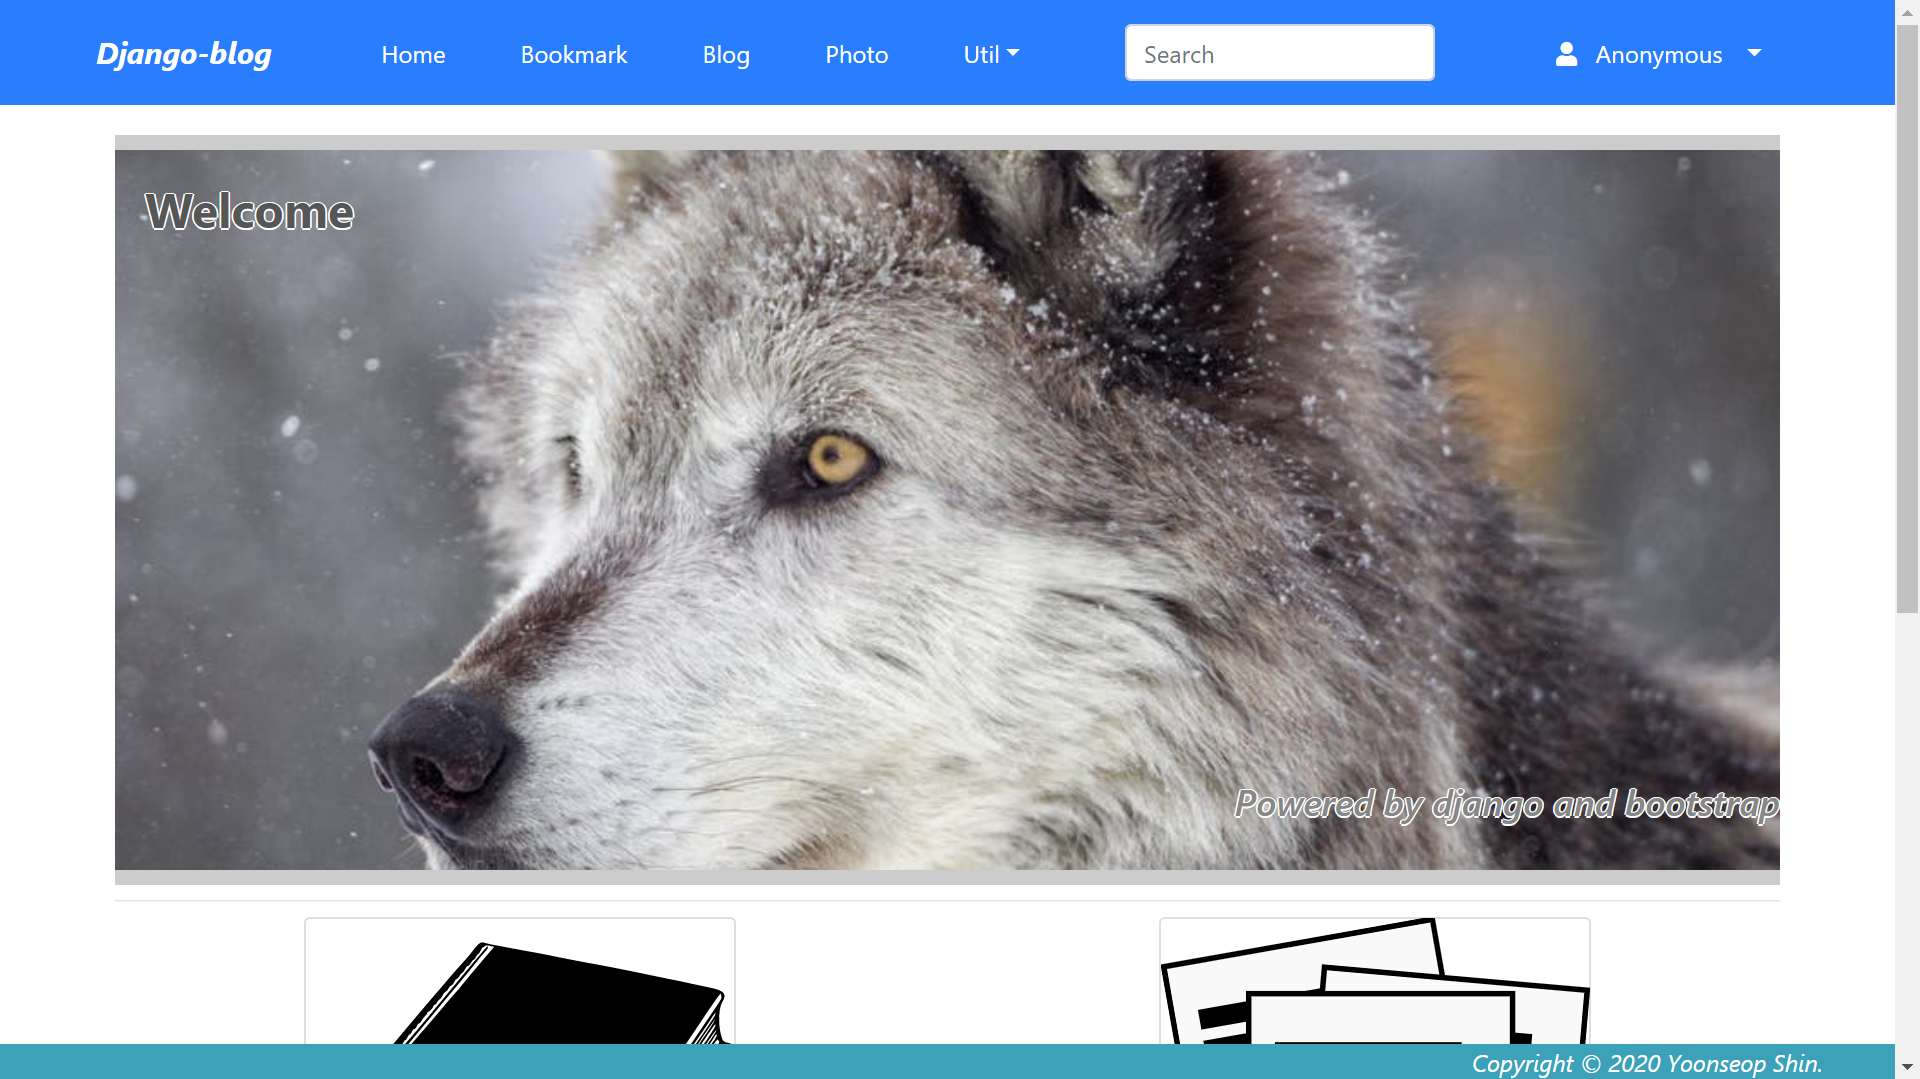 Django-blog Home Bookmark Blog Photo Util Search Anonymous
Welcome
Powered by django and bootstrap
Copyright © 2020 Yoonseop Shin.